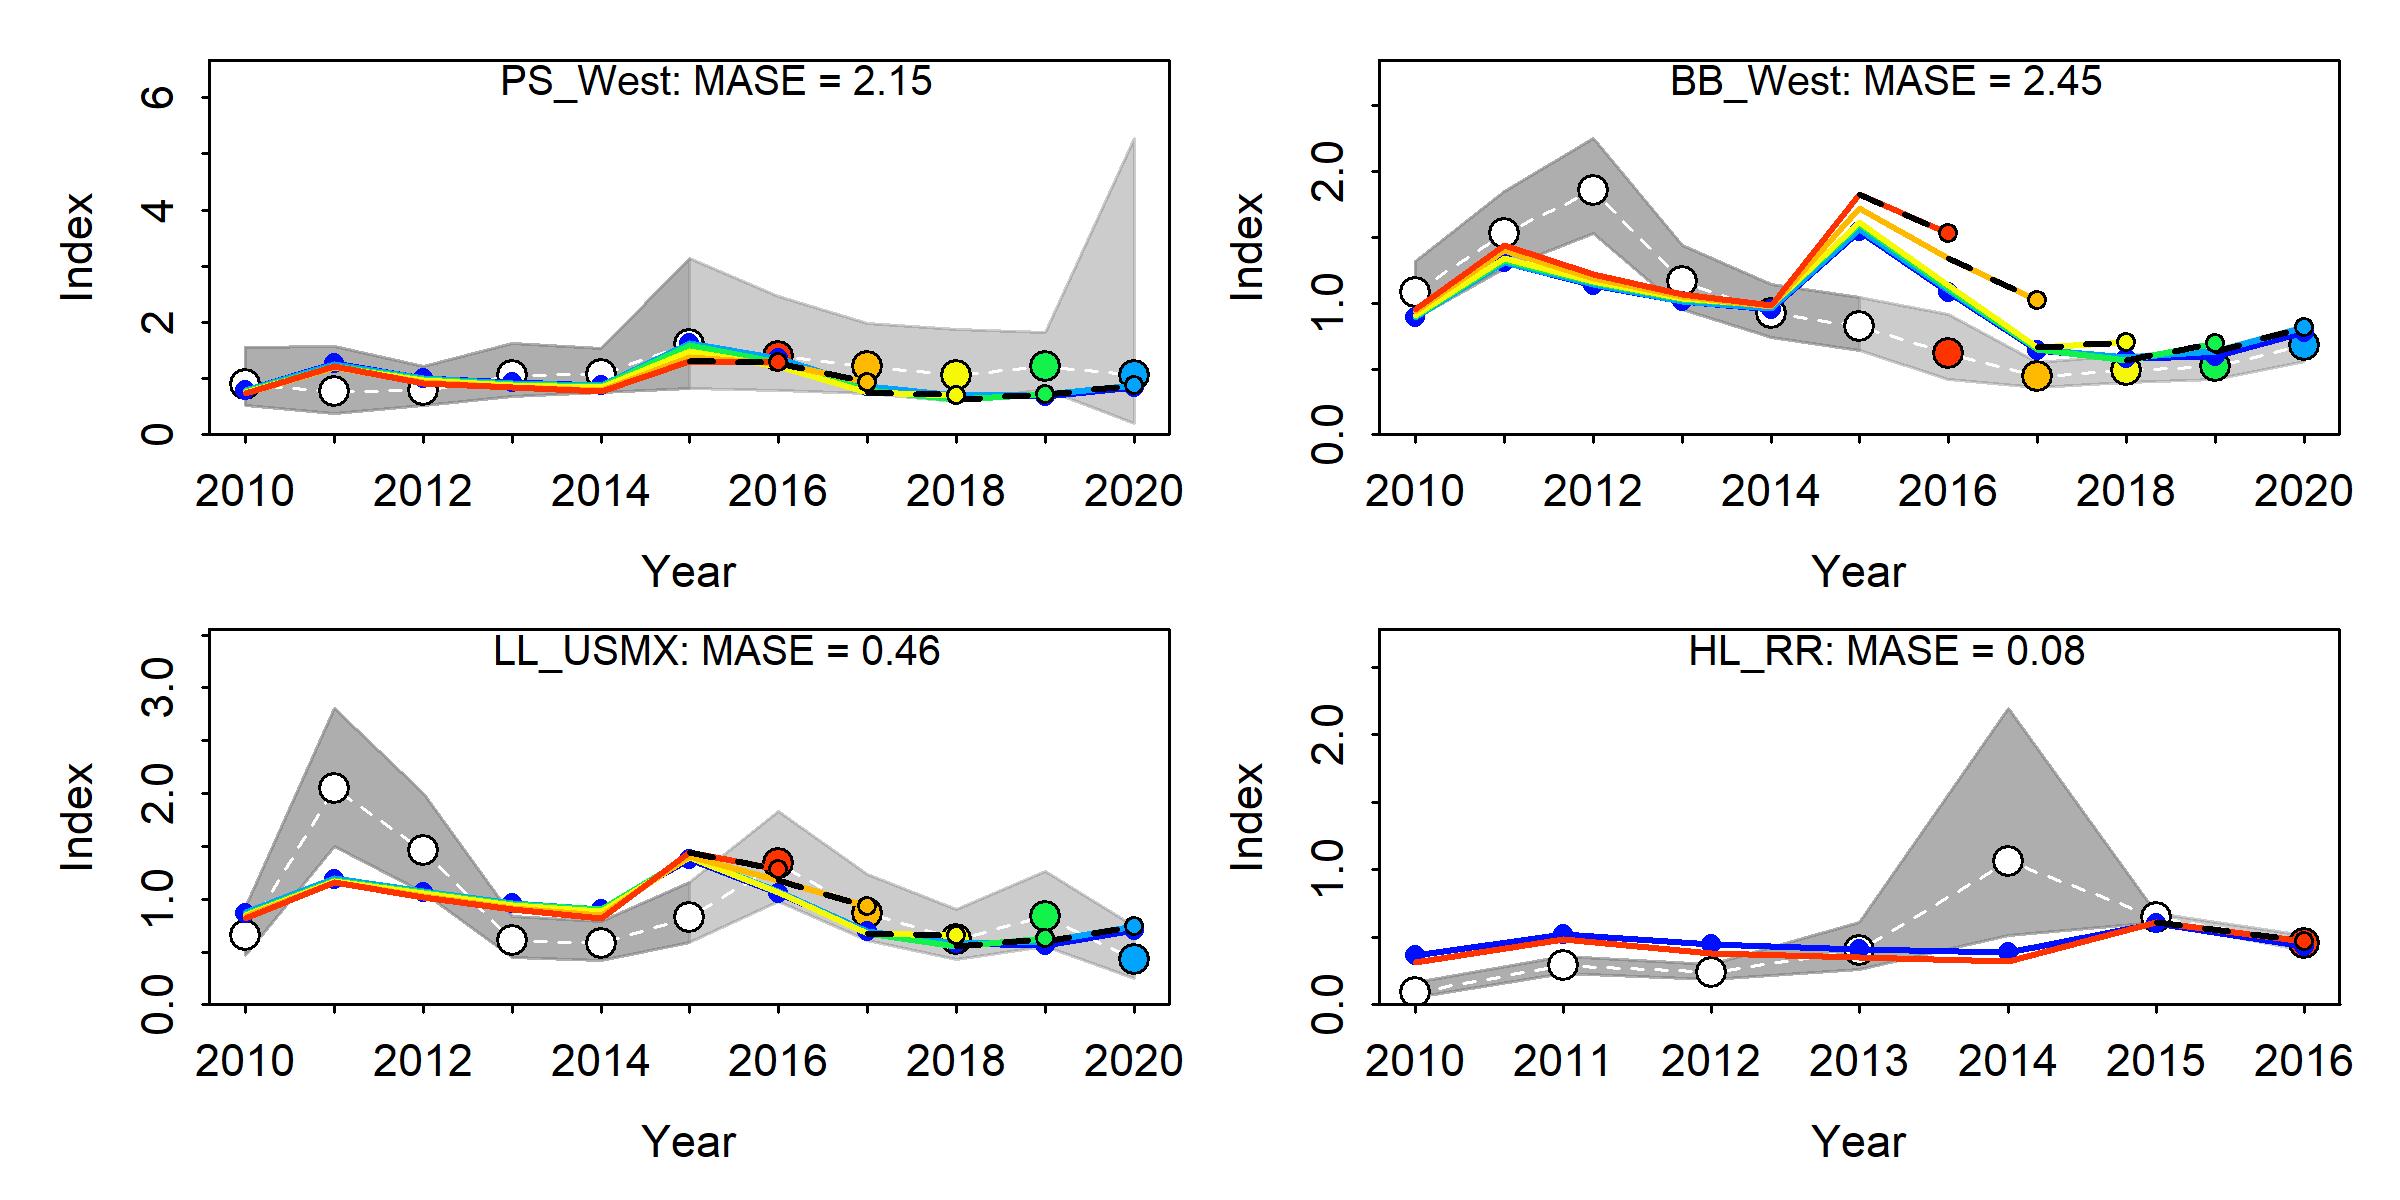 PS_West: MASE = 2.15
Index
6
4
2
0
2010 2012 2014 2016 2018 2020
Year
BB_West: MASE = 2.45
Index
2.0
1.0
0.0
2010 2012 2014 2016 2018 2020
Year
LL_USMX: MASE = 0.46
Index
3.0
2.0
1.0
0.0
2010 2012 2014 2016 2018 2020
Year
HL_RR: MASE = 0.08
Index
2.0
1.0
0.0
2010 2011 2012 2013 2014 2015 2016
Year